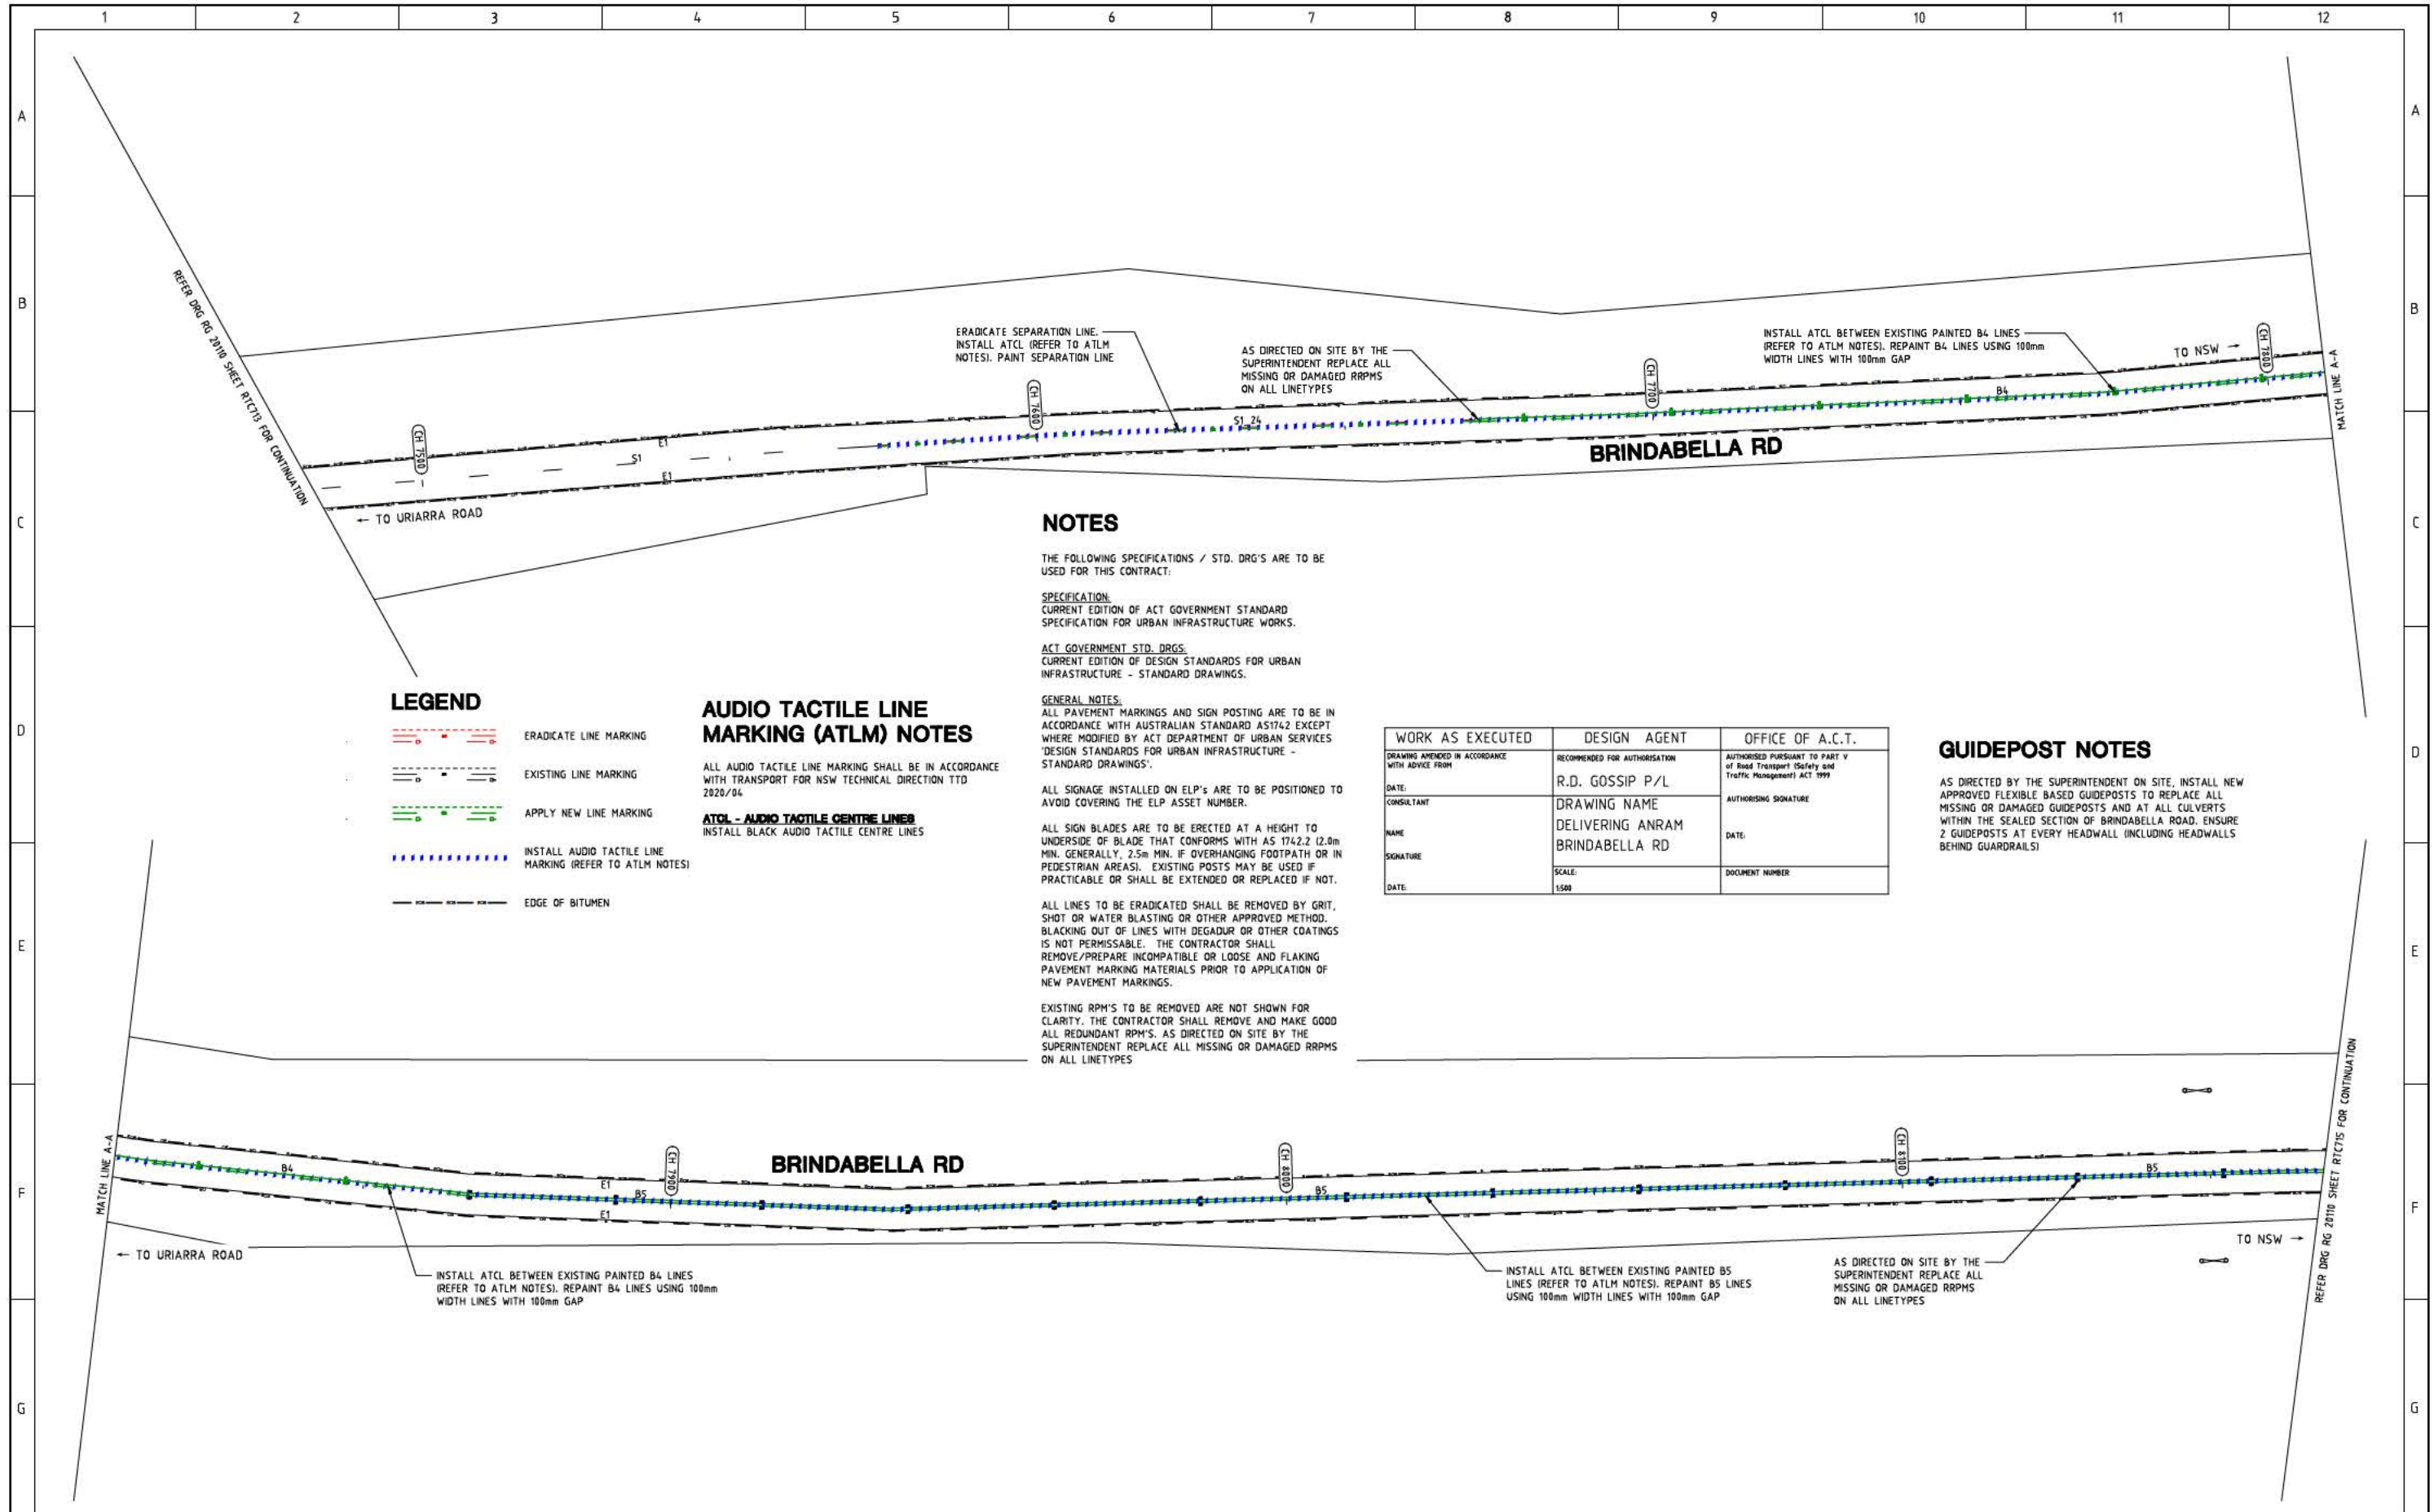 1 2 3 4 5 6 7 8 9 10 11 12
A
A
B
B
C
C
D
D
E
E
F
F
G
G
REFER DRG RG 20110 SHEET RTC713 FOR CONTINUATION
CH 7500
← TO URIARRA ROAD
E1
S1
E1
CH 7600
ERADICATE SEPARATION LINE.
INSTALL ATCL (REFER TO ATLM
NOTES). PAINT SEPARATION LINE
S1_24
AS DIRECTED ON SITE BY THE
SUPERINTENDENT REPLACE ALL
MISSING OR DAMAGED RRPMS
ON ALL LINETYPES
CH 7700
BRINDABELLA RD
INSTALL ATCL BETWEEN EXISTING PAINTED B4 LINES
(REFER TO ATLM NOTES). REPAINT B4 LINES USING 100mm
WIDTH LINES WITH 100mm GAP
B4
TO NSW →
CH 7800
MATCH LINE A-A
LEGEND
ERADICATE LINE MARKING
EXISTING LINE MARKING
APPLY NEW LINE MARKING
INSTALL AUDIO TACTILE LINE
MARKING (REFER TO ATLM NOTES)
EDGE OF BITUMEN
AUDIO TACTILE LINE
MARKING (ATLM) NOTES
ALL AUDIO TACTILE LINE MARKING SHALL BE IN ACCORDANCE
WITH TRANSPORT FOR NSW TECHNICAL DIRECTION TTD
2020/04
ATCL - AUDIO TACTILE CENTRE LINES
INSTALL BLACK AUDIO TACTILE CENTRE LINES
NOTES
THE FOLLOWING SPECIFICATIONS / STD. DRG'S ARE TO BE
USED FOR THIS CONTRACT:
SPECIFICATION:
CURRENT EDITION OF ACT GOVERNMENT STANDARD
SPECIFICATION FOR URBAN INFRASTRUCTURE WORKS.
ACT GOVERNMENT STD. DRGS:
CURRENT EDITION OF DESIGN STANDARDS FOR URBAN
INFRASTRUCTURE - STANDARD DRAWINGS.
GENERAL NOTES:
ALL PAVEMENT MARKINGS AND SIGN POSTING ARE TO BE IN
ACCORDANCE WITH AUSTRALIAN STANDARD AS1742 EXCEPT
WHERE MODIFIED BY ACT DEPARTMENT OF URBAN SERVICES
'DESIGN STANDARDS FOR URBAN INFRASTRUCTURE -
STANDARD DRAWINGS'.
ALL SIGNAGE INSTALLED ON ELP's ARE TO BE POSITIONED TO
AVOID COVERING THE ELP ASSET NUMBER.
ALL SIGN BLADES ARE TO BE ERECTED AT A HEIGHT TO
UNDERSIDE OF BLADE THAT CONFORMS WITH AS 1742.2 (2.0m
MIN. GENERALLY, 2.5m MIN. IF OVERHANGING FOOTPATH OR IN
PEDESTRIAN AREAS). EXISTING POSTS MAY BE USED IF
PRACTICABLE OR SHALL BE EXTENDED OR REPLACED IF NOT.
ALL LINES TO BE ERADICATED SHALL BE REMOVED BY GRIT,
SHOT OR WATER BLASTING OR OTHER APPROVED METHOD.
BLACKING OUT OF LINES WITH DEGADUR OR OTHER COATINGS
IS NOT PERMISSABLE. THE CONTRACTOR SHALL
REMOVE/PREPARE INCOMPATIBLE OR LOOSE AND FLAKING
PAVEMENT MARKING MATERIALS PRIOR TO APPLICATION OF
NEW PAVEMENT MARKINGS.
EXISTING RPM'S TO BE REMOVED ARE NOT SHOWN FOR
CLARITY. THE CONTRACTOR SHALL REMOVE AND MAKE GOOD
ALL REDUNDANT RPM'S. AS DIRECTED ON SITE BY THE
SUPERINTENDENT REPLACE ALL MISSING OR DAMAGED RRPMS
ON ALL LINETYPES
WORK AS EXECUTED
DRAWING AMENDED IN ACCORDANCE
WITH ADVICE FROM
DATE:
CONSULTANT
NAME
SIGNATURE
DATE:
DESIGN AGENT
RECOMMENDED FOR AUTHORISATION
R.D. GOSSIP P/L
DRAWING NAME
DELIVERING ANRAM
BRINDABELLA RD
SCALE:
1:500
OFFICE OF A.C.T.
AUTHORISED PURSUANT TO PART V
of Road Transport (Safety and
Traffic Management) ACT 1999
AUTHORISING SIGNATURE
DATE:
DOCUMENT NUMBER
GUIDEPOST NOTES
AS DIRECTED BY THE SUPERINTENDENT ON SITE, INSTALL NEW
APPROVED FLEXIBLE BASED GUIDEPOSTS TO REPLACE ALL
MISSING OR DAMAGED GUIDEPOSTS AND AT ALL CULVERTS
WITHIN THE SEALED SECTION OF BRINDABELLA ROAD. ENSURE
2 GUIDEPOSTS AT EVERY HEADWALL (INCLUDING HEADWALLS
BEHIND GUARDRAILS)
MATCH LINE A-A
B4
← TO URIARRA ROAD
INSTALL ATCL BETWEEN EXISTING PAINTED B4 LINES
(REFER TO ATLM NOTES). REPAINT B4 LINES USING 100mm
WIDTH LINES WITH 100mm GAP
E1
B5
E1
CH 7900
BRINDABELLA RD
CH 8000
B5
INSTALL ATCL BETWEEN EXISTING PAINTED B5
LINES (REFER TO ATLM NOTES). REPAINT B5 LINES
USING 100mm WIDTH LINES WITH 100mm GAP
CH 8100
AS DIRECTED ON SITE BY THE
SUPERINTENDENT REPLACE ALL
MISSING OR DAMAGED RRPMS
ON ALL LINETYPES
B5
TO NSW →
REFER DRG RG 20110 SHEET RTC715 FOR CONTINUATION